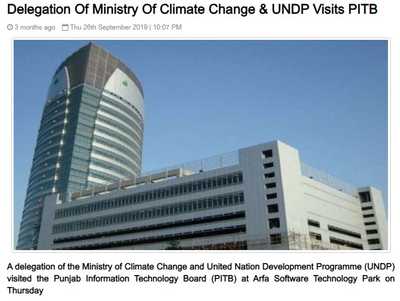 Delegation Of Ministry Of Climate Change & UNDP Visits PITB
3 months ago Thu 26th September 2019 | 10:07 PM
A delegation of the Ministry of Climate Change and United Nation Development Programme (UNDP)
visited the Punjab Information Technology Board (PITB) at Arfa Software Technology Park on
Thursday